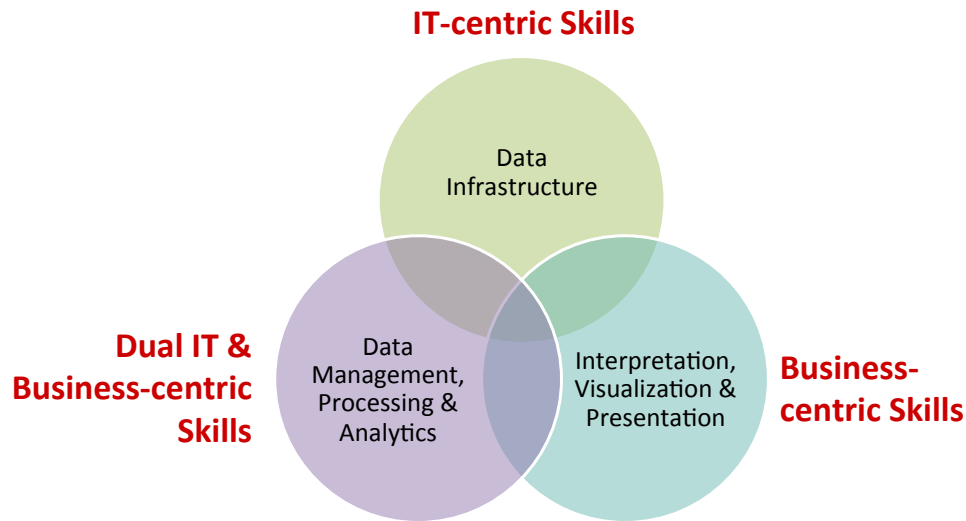 IT-centric Skills
Data
Infrastructure
Dual IT &
Business-centric
Skills
Data
Management,
Processing &
Analytics
Interpretation,
Visualization &
Presentation
Business-
centric Skills